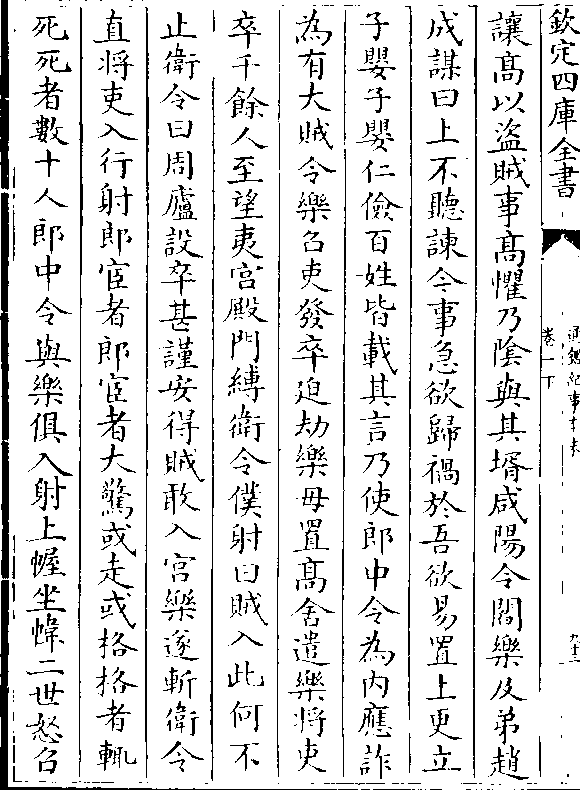 欽定四庫全書
通鑑紀事本末
卷一下
九十三
讓高以盗賊事高懼乃陰與其壻咸陽令閻樂及弟趙
成謀曰上不聽諫今事急欲歸禍於吾欲易置上更立
子嬰子嬰仁儉百姓皆載其言乃使郎中令為内應詐
為有大賊令樂召吏發卒迫劫樂毋置高舍遣樂將吏
卒千餘人至望夷宫殿門縛衛令僕射曰賊入此何不
止衛令曰周廬設卒甚謹安得賊敢入宫樂遂斬衛令
直將吏入行射郎宦者郎宦者大驚或走或格格者輒
死死者數十人郎中令與樂俱入射上幄坐幃二世怒召